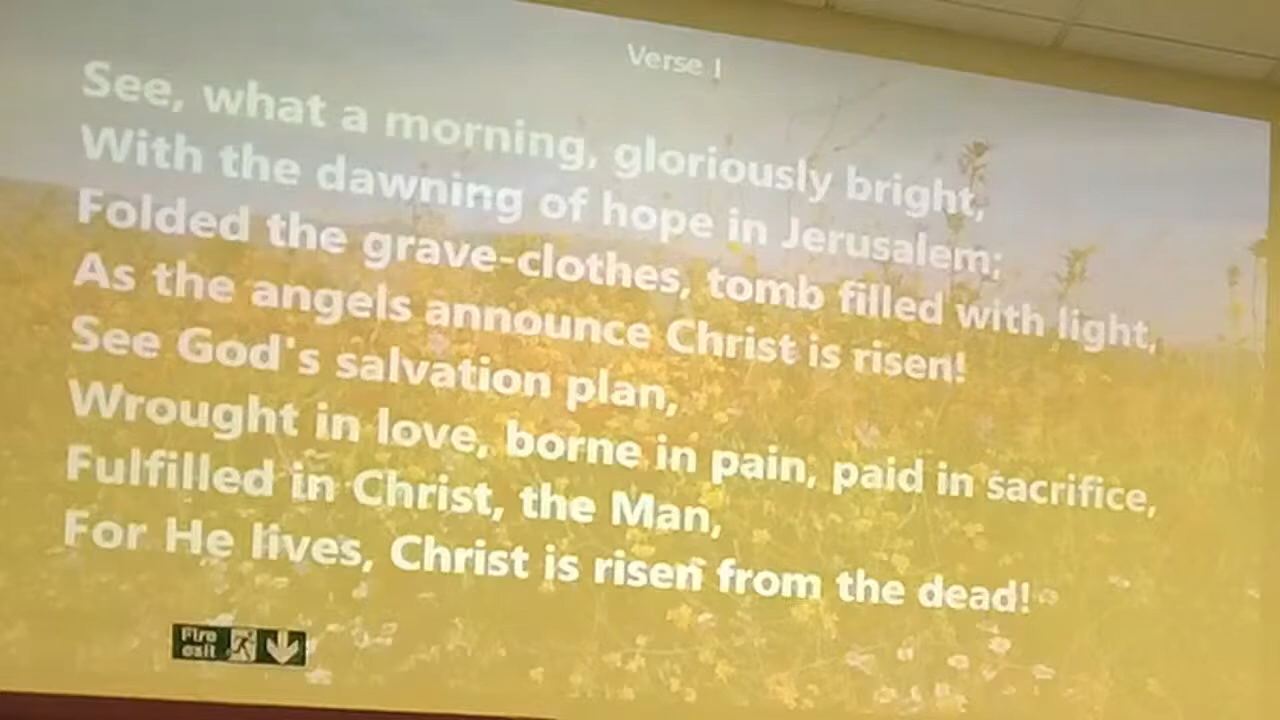 Verse 1
See, what a morning, gloriously bright,
With the dawning of hope in Jerusalem;
Folded the grave-clothes, tomb filled with light,
As the angels announce Christ is risen!
See God's salvation plan,
Wrought in love, borne in pain, paid in sacrifice,
Fulfilled in Christ, the Man,
For He lives, Christ is risen from the dead!
Fire
exit